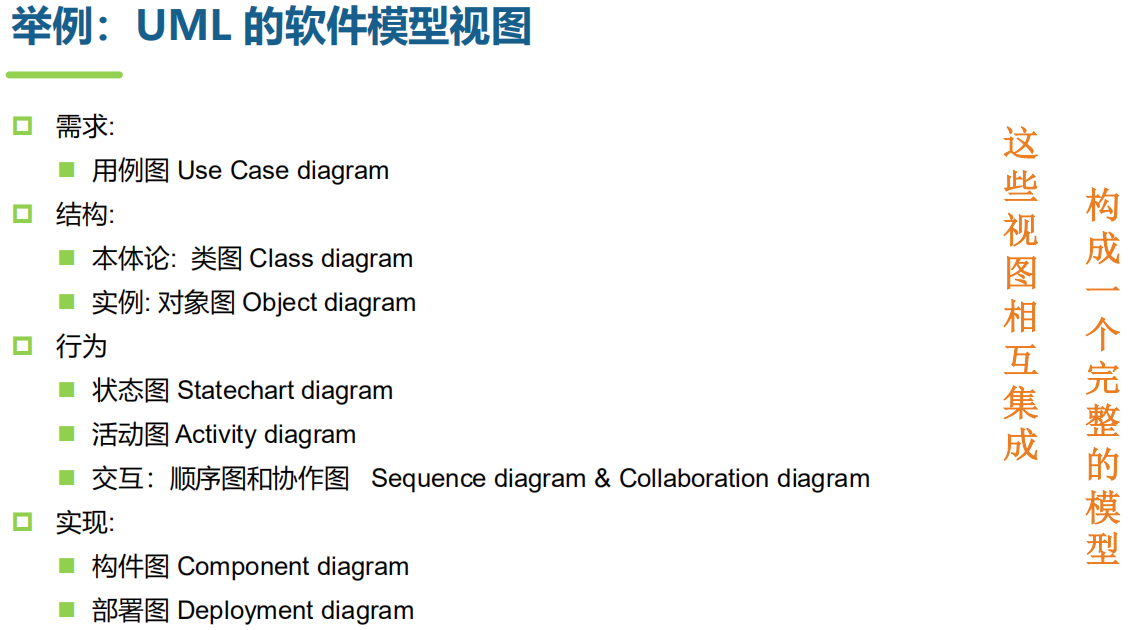 举例：UML 的软件模型视图
需求:
用例图 Use Case diagram
结构:
本体论: 类图 Class diagram
实例: 对象图 Object diagram
行为
状态图 Statechart diagram
活动图 Activity diagram
交互：顺序图和协作图 Sequence diagram & Collaboration diagram
实现:
构件图 Component diagram
部署图 Deployment diagram
这些视图相互集成
构成一个完整的模型